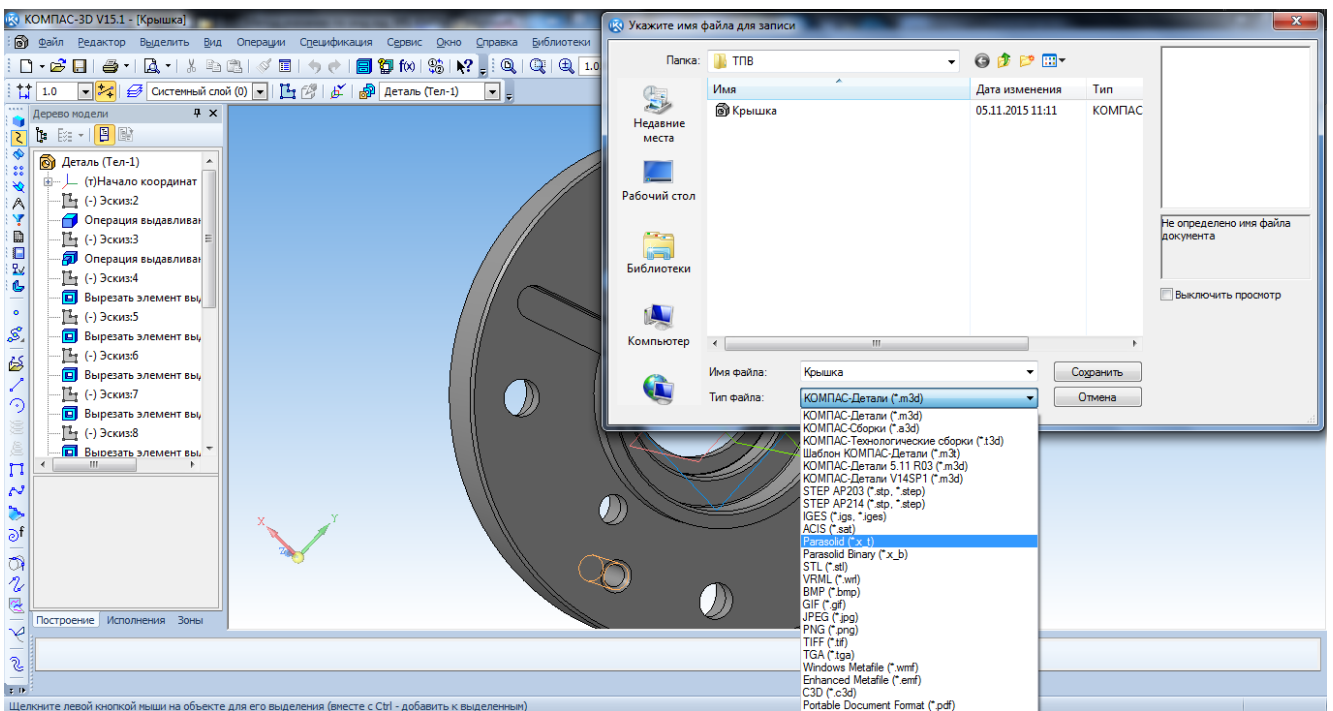 КОМПАС-3D V15.1 - [Крышка]
Файл Редактор Выделить Вид Операции Спецификация Сервис Окно Справка Библиотеки
1.0
1.0 Системный слой (0) Деталь (Тел-1)
Дерево модели
Деталь (Тел-1)
(т)Начало координат
(-) Эскиз:2
Операция выдавливан
(-) Эскиз:3
Операция выдавливан
(-) Эскиз:4
Вырезать элемент выд
(-) Эскиз:5
Вырезать элемент выд
(-) Эскиз:6
Вырезать элемент выд
(-) Эскиз:7
Вырезать элемент выд
(-) Эскиз:8
Вырезать элемент выд
Построение Исполнения Зоны
X Y Z
Щелкните левой кнопкой мыши на объекте для его выделения (вместе с Ctrl - добавить к выделенным)
Укажите имя файла для записи
Папка: ТПВ
Недавние места
Рабочий стол
Библиотеки
Компьютер
Имя Дата изменения Тип
Крышка 05.11.2015 11:11 КОМПАС
Не определено имя файла
документа
Выключить просмотр
Имя файла: Крышка Сохранить
Тип файла: КОМПАС-Детали (*.m3d) Отмена
КОМПАС-Детали (*.m3d)
КОМПАС-Сборки (*.a3d)
КОМПАС-Технологические сборки (*.t3d)
Шаблон КОМПАС-Детали (*.m3t)
КОМПАС-Детали 5.11 R03 (*.m3d)
КОМПАС-Детали V14SP1 (*.m3d)
STEP AP203 (*.stp, *.step)
STEP AP214 (*.stp, *.step)
IGES (*.igs, *.iges)
ACIS (*.sat)
Parasolid (*.x_t)
Parasolid Binary (*.x_b)
STL (*.stl)
VRML (*.wrl)
BMP (*.bmp)
GIF (*.gif)
JPEG (*.jpg)
PNG (*.png)
TIFF (*.tif)
TGA (*.tga)
Windows Metafile (*.wmf)
Enhanced Metafile (*.emf)
C3D (*.c3d)
Portable Document Format (*.pdf)